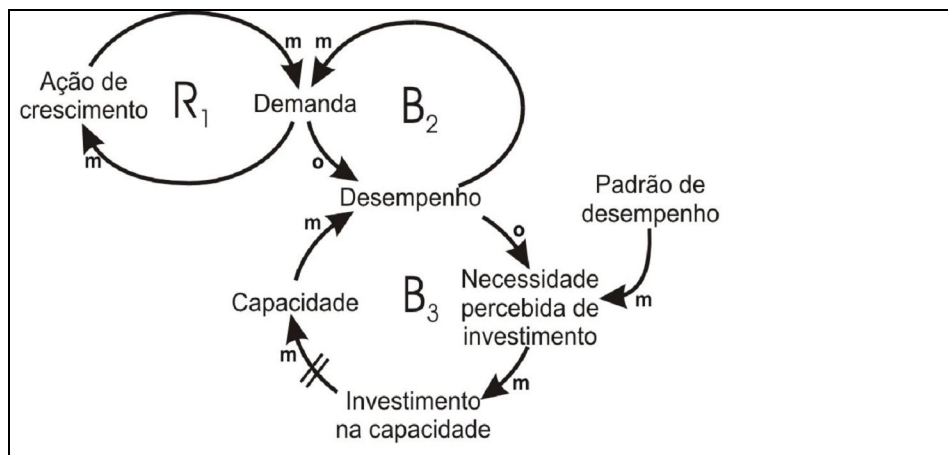 m
m
Ação de
crescimento
R1
Demanda
B2
m
o
Desempenho
Padrão de
desempenho
m
o
Capacidade
B3
Necessidade
percebida de
investimento
m
m
m
Investimento
na capacidade